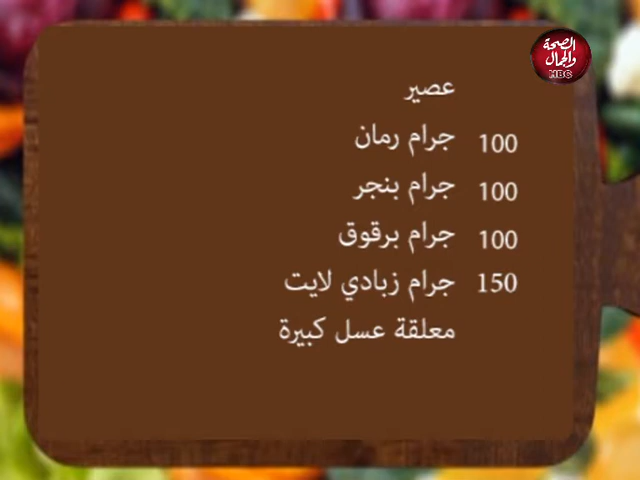 الصحة
والجمال
HBC
عصير
100 جرام رمان
100 جرام بنجر
100 جرام برقوق
150 جرام زبادي لايت
معلقة عسل كبيرة